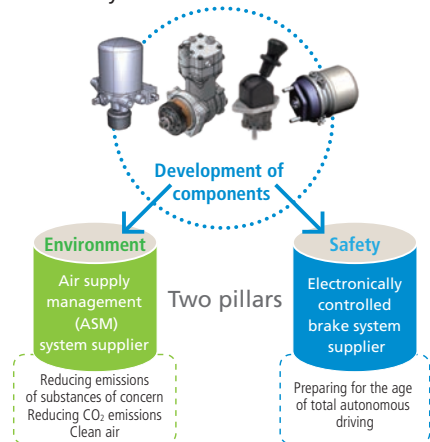 Development of
components
Environment
Air supply
management
(ASM)
system supplier
Two pillars
Safety
Electronically
controlled
brake system
supplier
Reducing emissions
of substances of concern
Reducing CO₂ emissions
Clean air
Preparing for the age
of total autonomous
driving